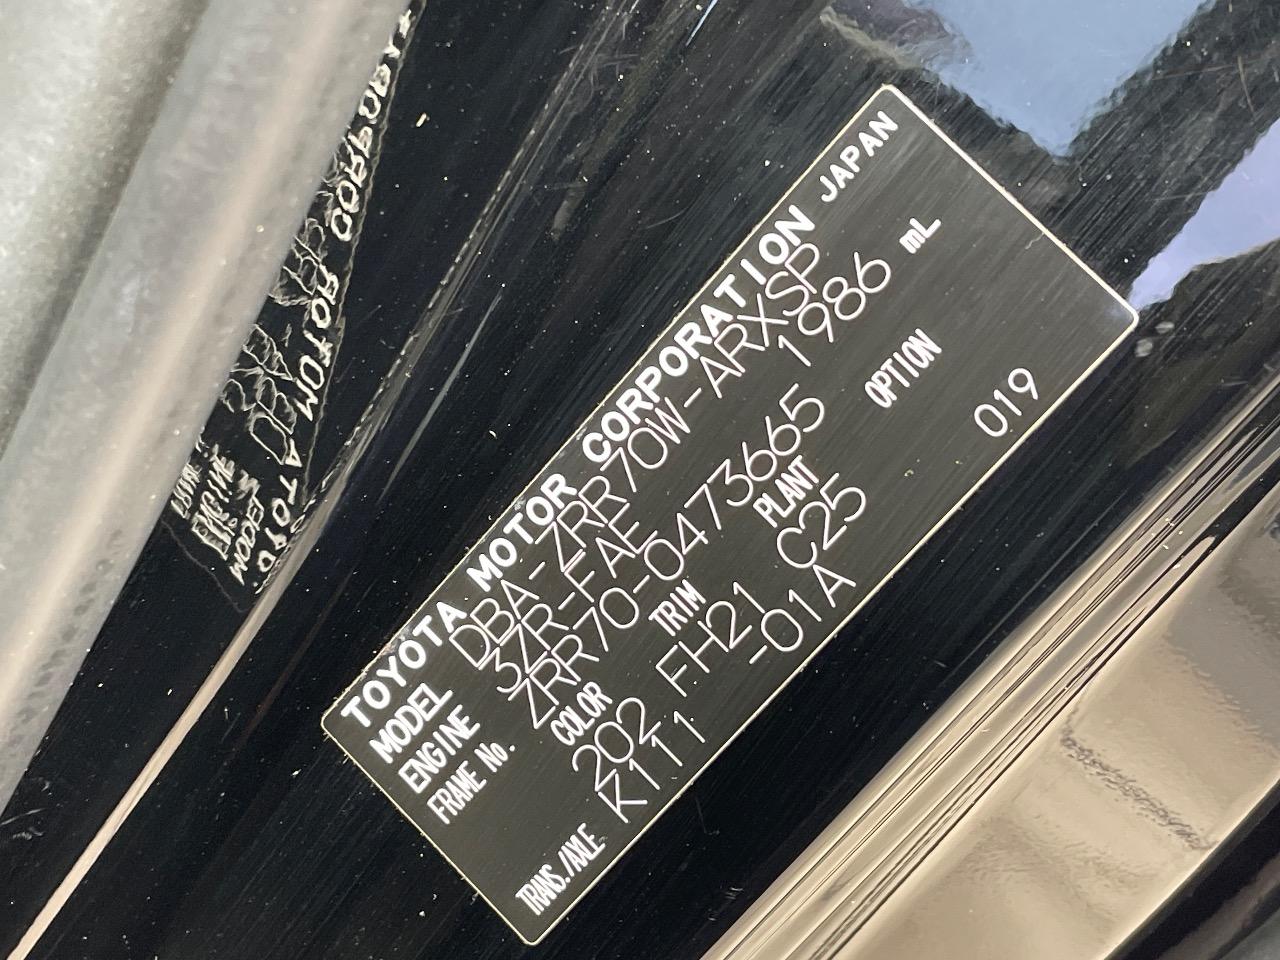 TOYOTA MOTOR CORPORATION JAPAN
MODEL DBA-ZRR70W-ARXSP
ENGINE 3ZR-FAE 1986 mL
FRAME No. ZRR70-0473665
COLOR TRIM PLANT OPTION
202 FH21 C25 019
TRANS./AXLE K111 -01A